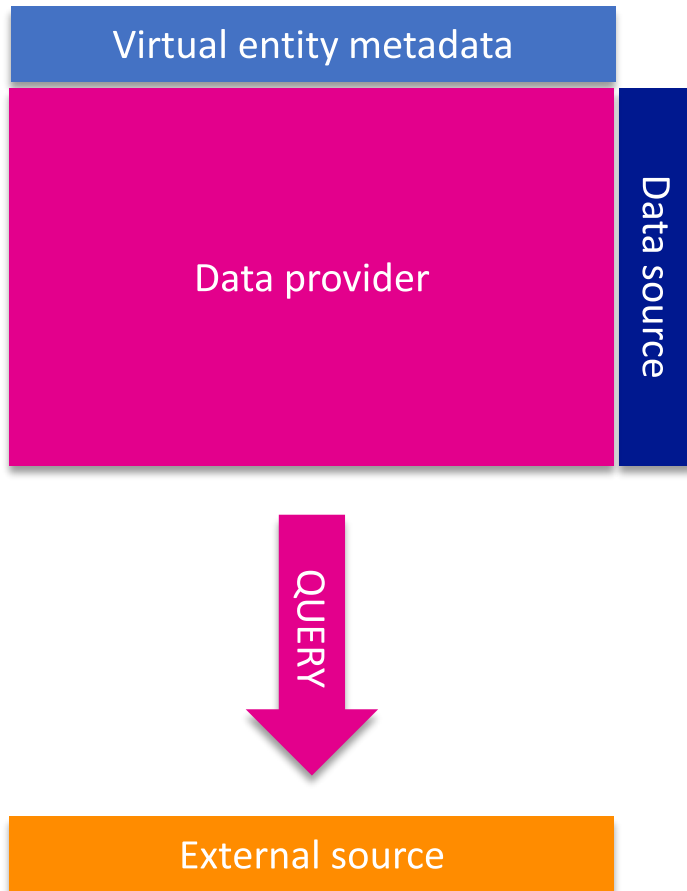 Virtual entity metadata
Data provider
Data source
QUERY
External source